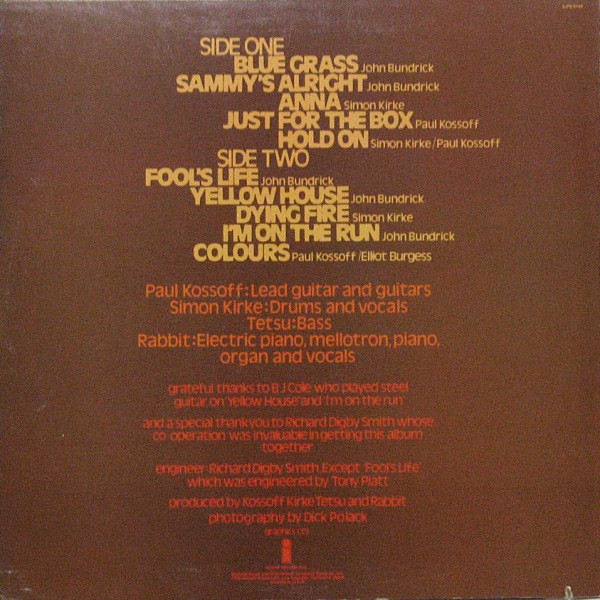 SIDE ONE
BLUE GRASS John Bundrick
SAMMY'S ALRIGHT John Bundrick
ANNA Simon Kirke
JUST FOR THE BOX Paul Kossoff
HOLD ON Simon Kirke/Paul Kossoff
SIDE TWO
FOOL'S LIFE John Bundrick
YELLOW HOUSE John Bundrick
DYING FIRE Simon Kirke
I'M ON THE RUN John Bundrick
COLOURS Paul Kossoff/Elliot Burgess
Paul Kossoff:Lead guitar and guitars
Simon Kirke:Drums and vocals
Tetsu:Bass
Rabbit:Electric piano, mellotron, piano,
organ and vocals
grateful thanks to B J Cole who played steel
guitar on 'Yellow House' and 'I'm on the run'
and a special thank you to Richard Digby Smith whose
co-operation was invaluable in getting this album
together
engineer: Richard Digby Smith. Except 'Fool's Life'
which was engineered by Tony Platt
produced by Kossoff Kirke Tetsu and Rabbit
photography by Dick Polack
graphics